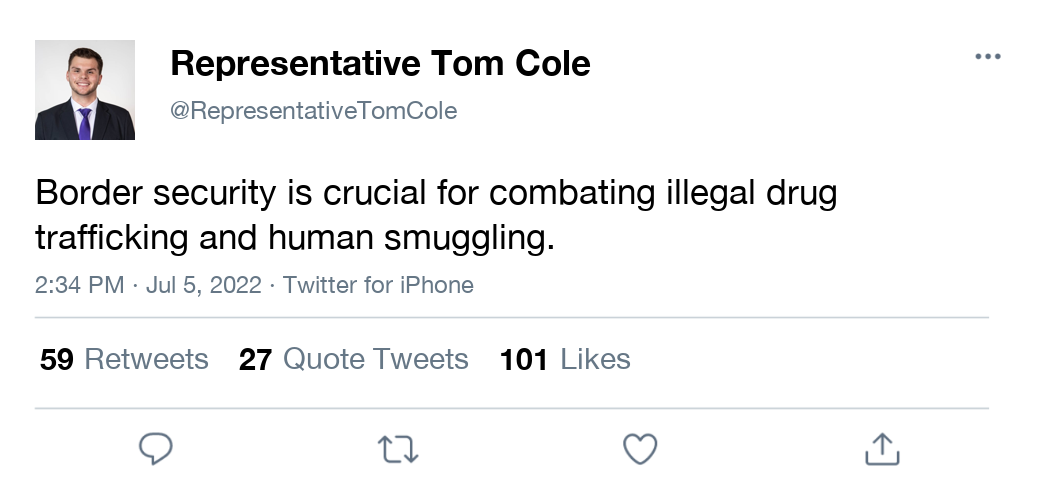 Representative Tom Cole
@RepresentativeTomCole
Border security is crucial for combating illegal drug
trafficking and human smuggling.
2:34 PM · Jul 5, 2022 · Twitter for iPhone
59 Retweets 27 Quote Tweets 101 Likes